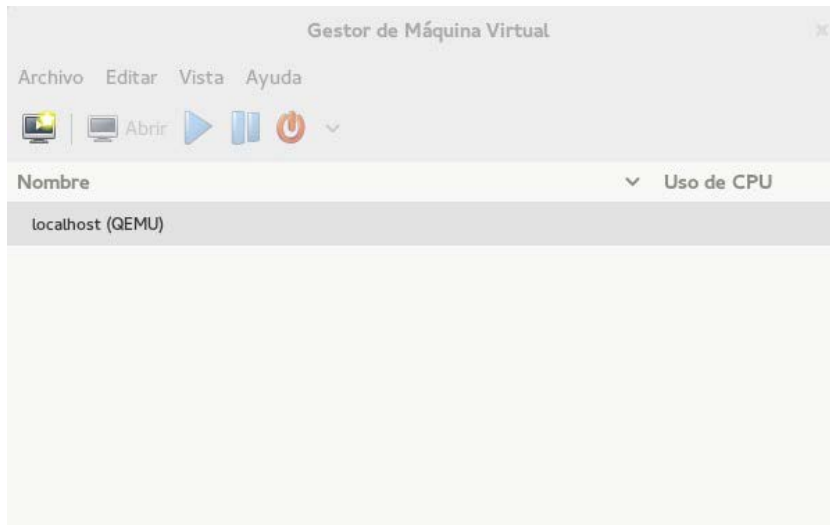 Gestor de Máquina Virtual
Archivo Editar Vista Ayuda
Abrir
Nombre Uso de CPU
localhost (QEMU)